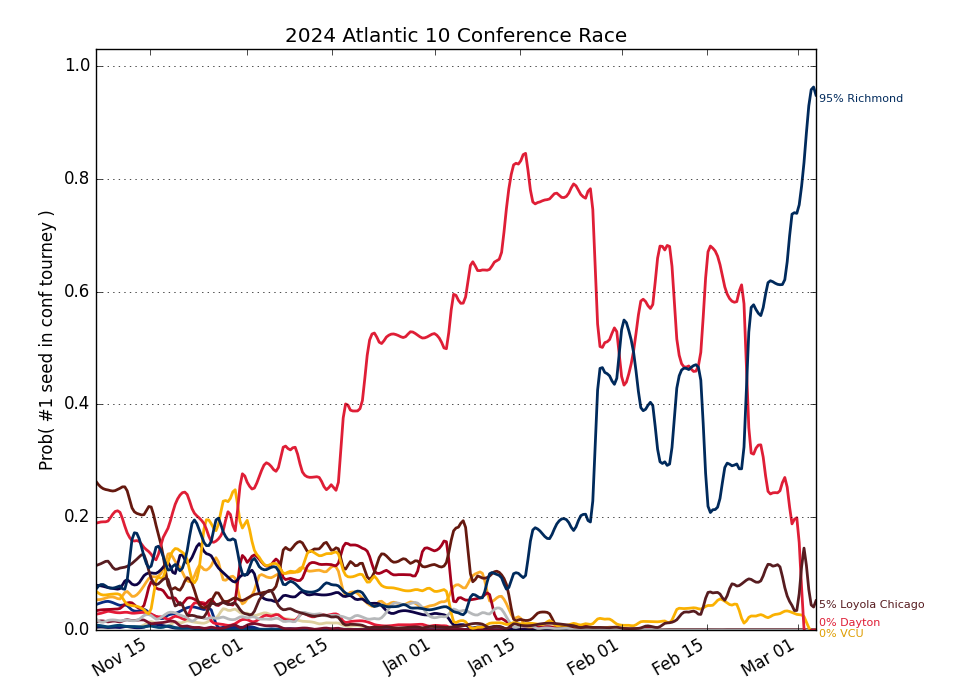 2024 Atlantic 10 Conference Race
Prob( #1 seed in conf tourney )
1.0
0.8
0.6
0.4
0.2
0.0
95% Richmond
5% Loyola Chicago
0% Dayton
0% VCU
Nov 15
Dec 01
Dec 15
Jan 01
Jan 15
Feb 01
Feb 15
Mar 01